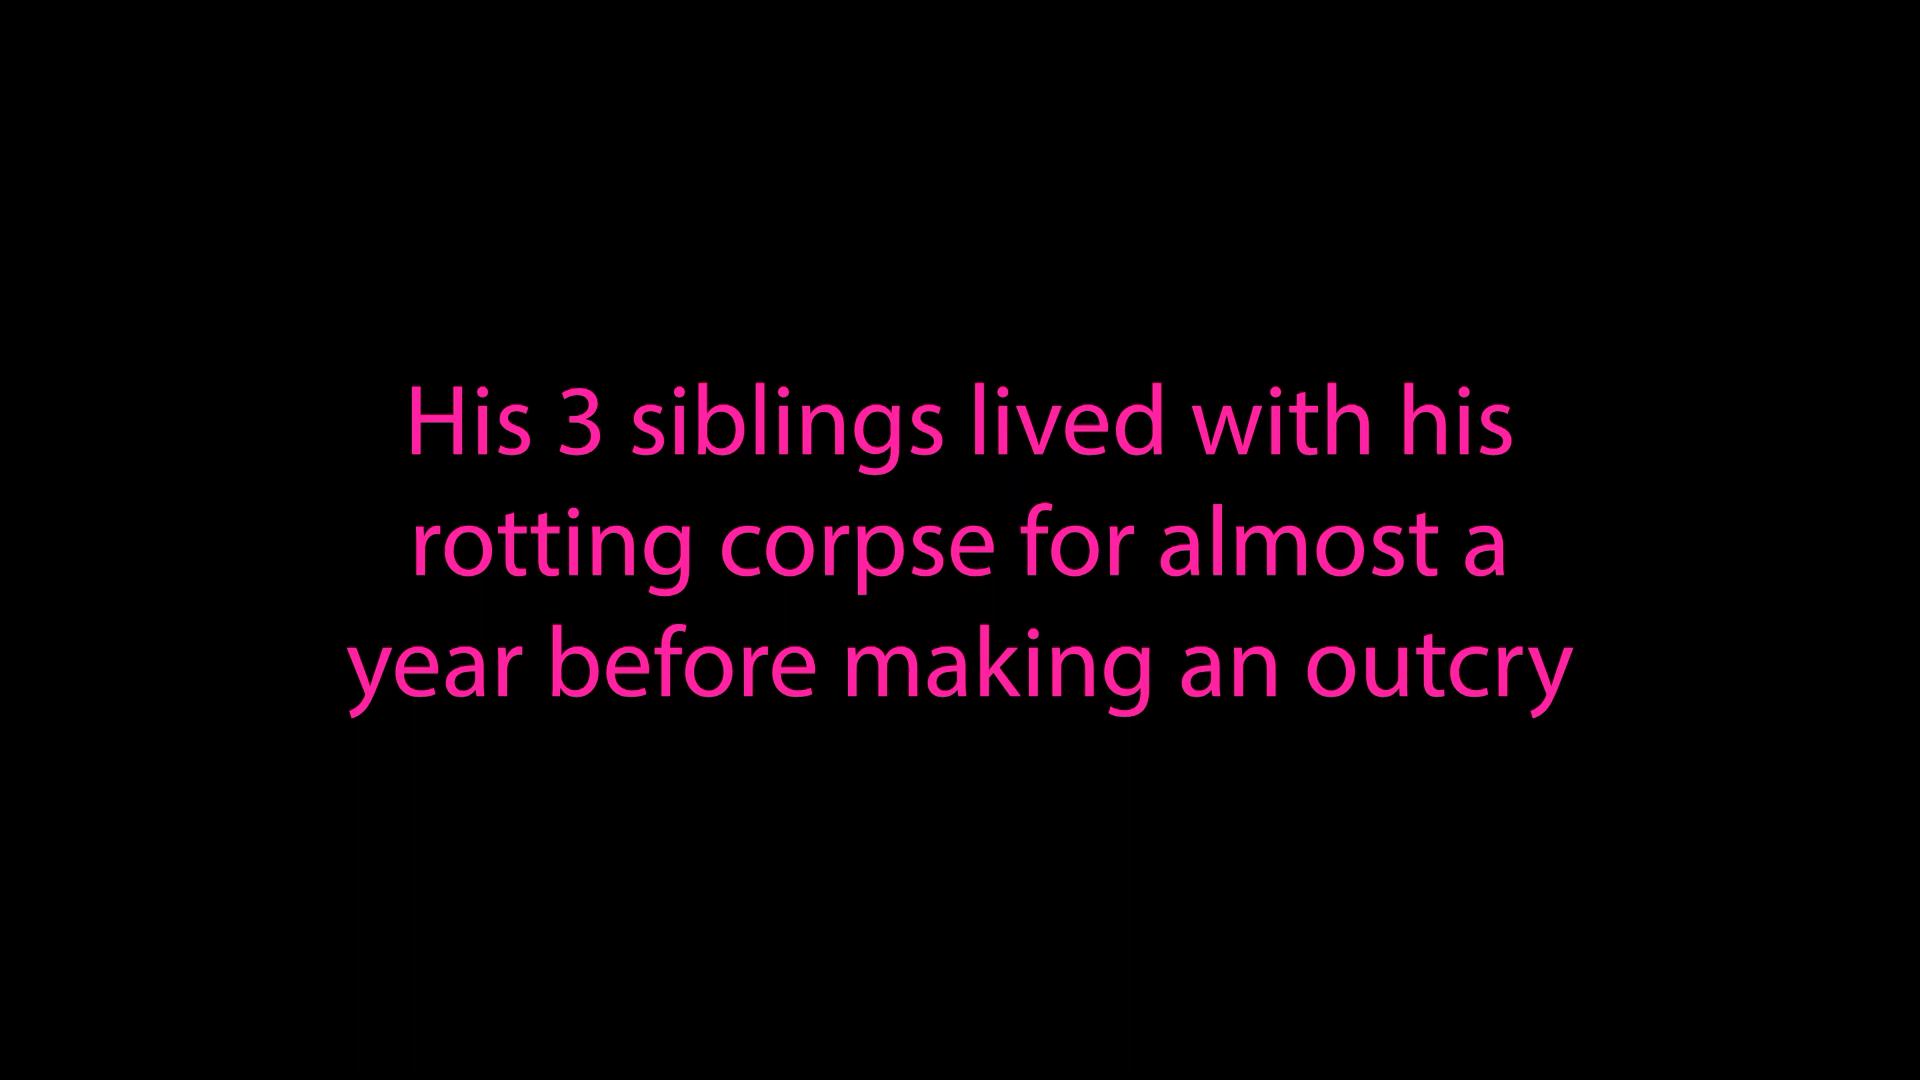 His 3 siblings lived with his
rotting corpse for almost a
year before making an outcry